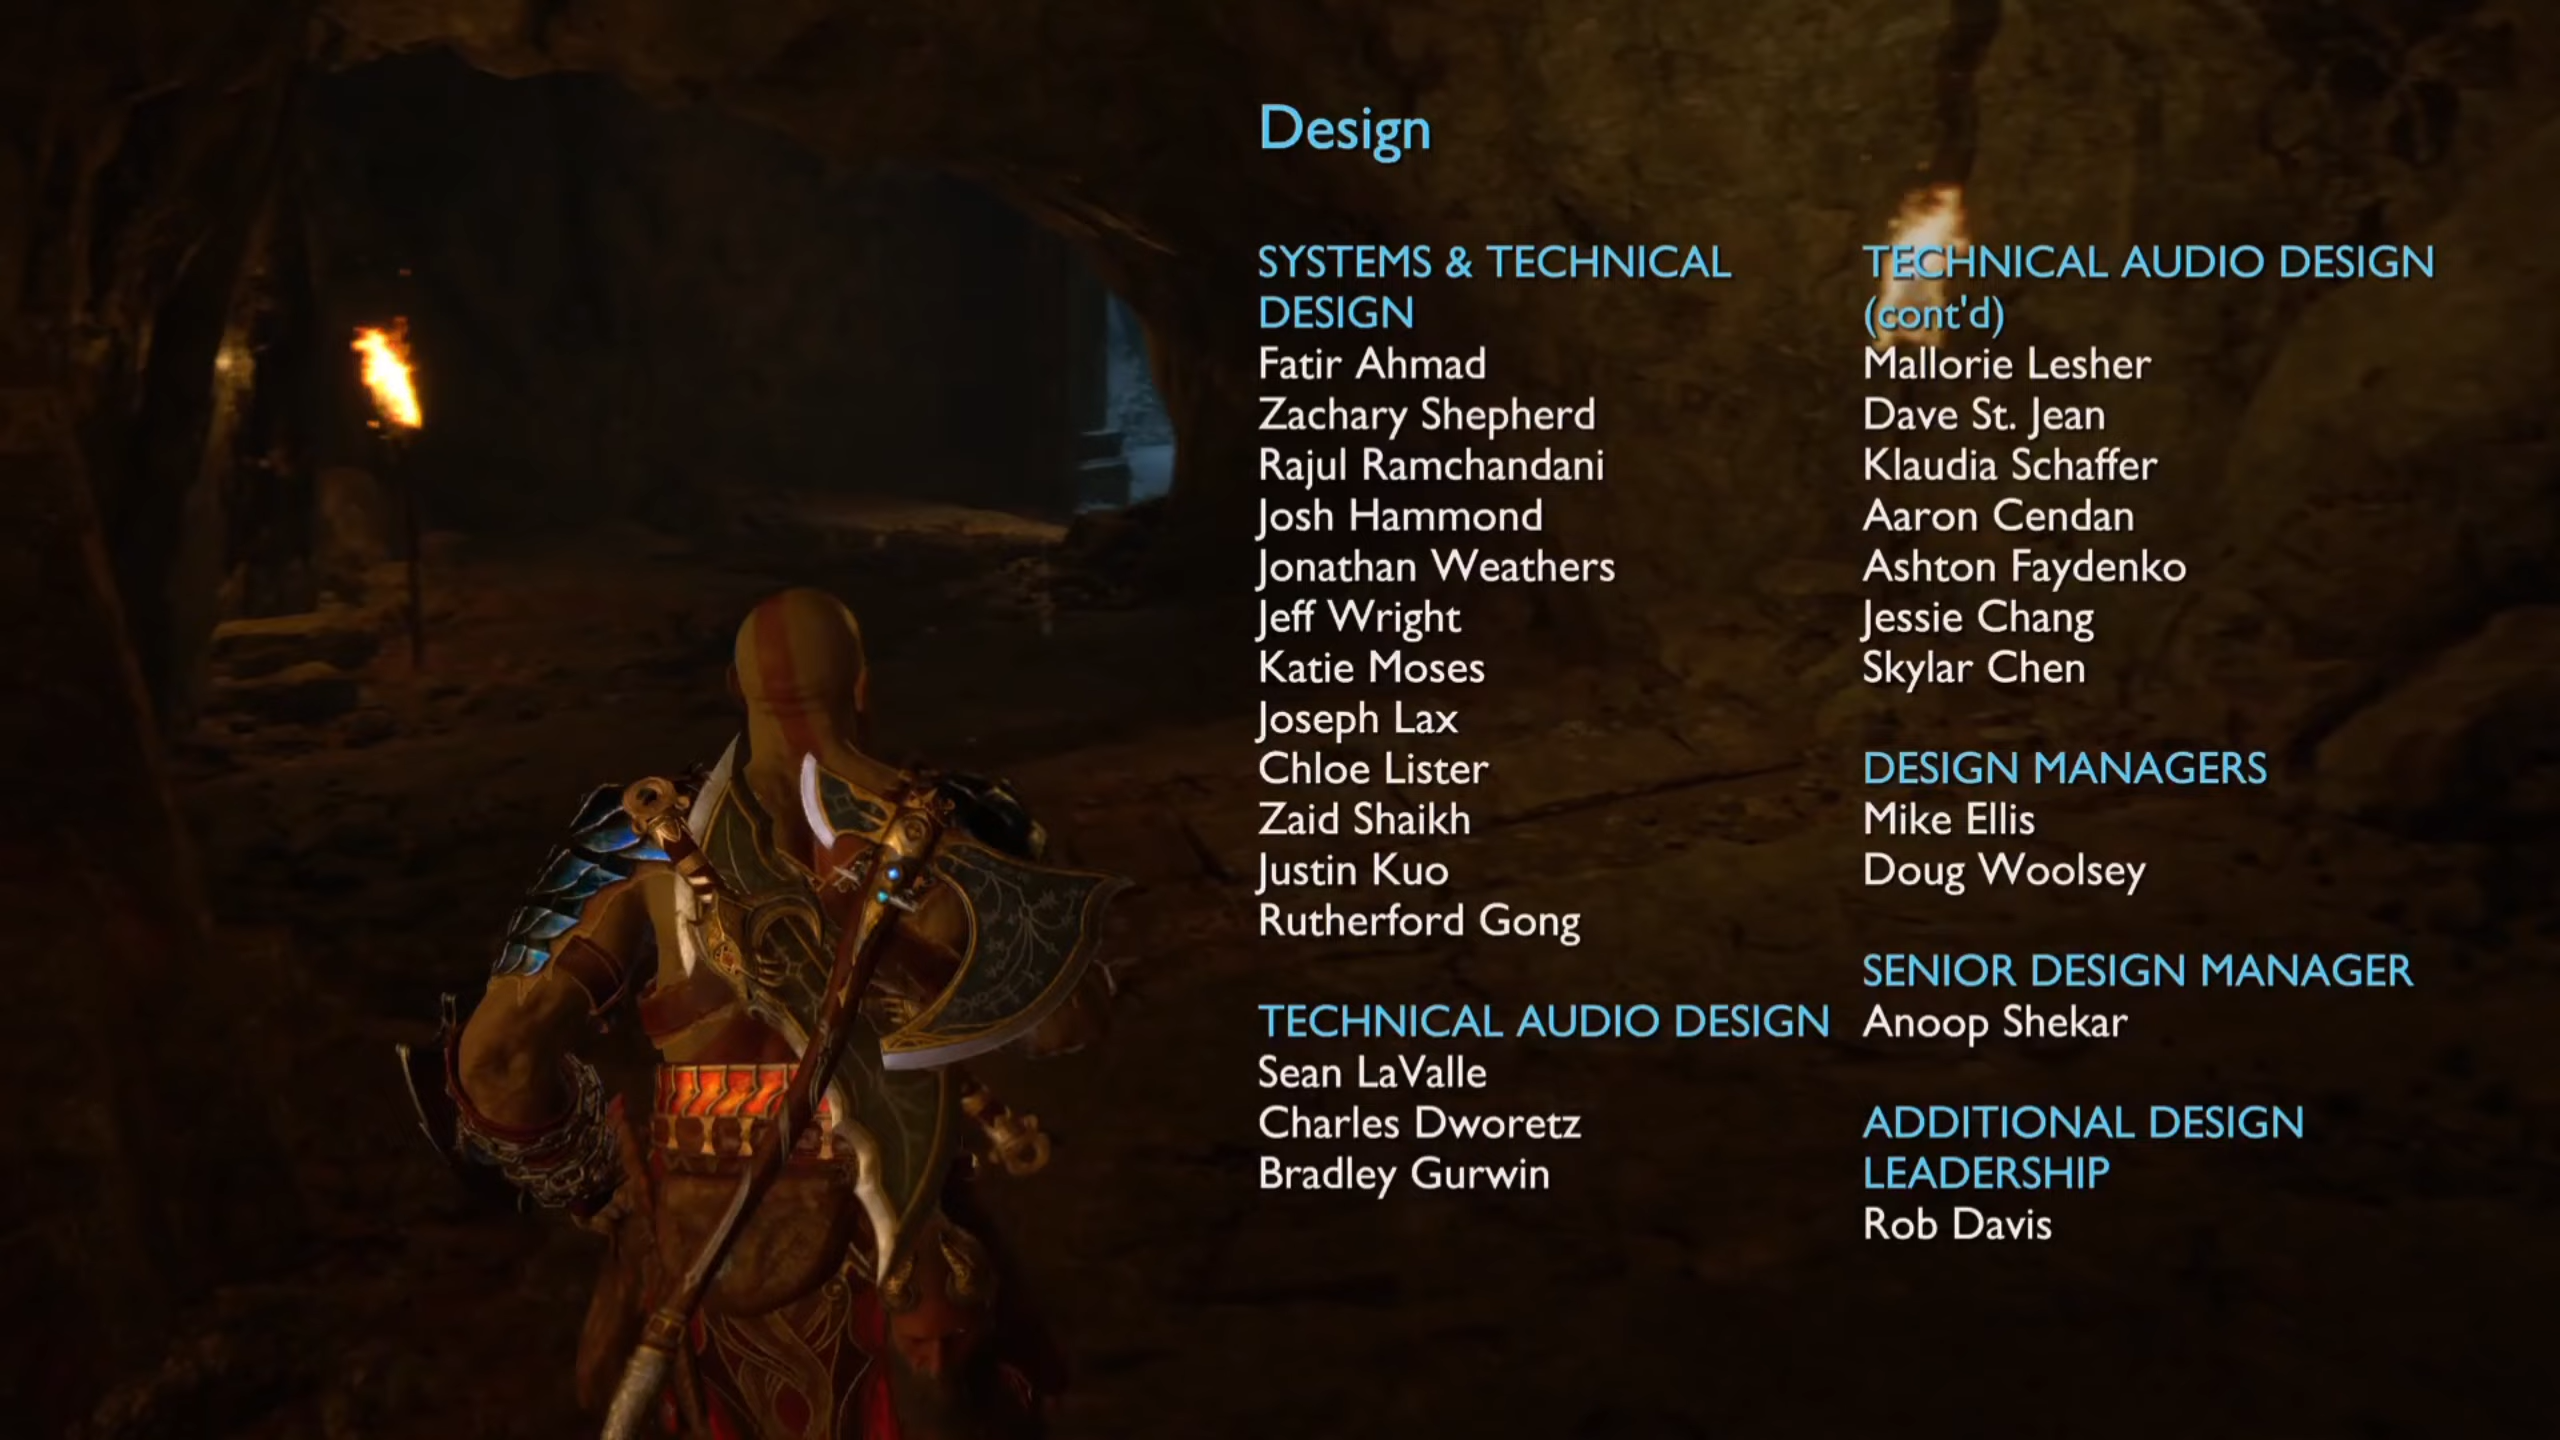 Design
SYSTEMS & TECHNICAL
DESIGN
Fatir Ahmad
Zachary Shepherd
Rajul Ramchandani
Josh Hammond
Jonathan Weathers
Jeff Wright
Katie Moses
Joseph Lax
Chloe Lister
Zaid Shaikh
Justin Kuo
Rutherford Gong
TECHNICAL AUDIO DESIGN
Sean LaValle
Charles Dworetz
Bradley Gurwin
TECHNICAL AUDIO DESIGN
(cont'd)
Mallorie Lesher
Dave St. Jean
Klaudia Schaffer
Aaron Cendan
Ashton Faydenko
Jessie Chang
Skylar Chen
DESIGN MANAGERS
Mike Ellis
Doug Woolsey
SENIOR DESIGN MANAGER
Anoop Shekar
ADDITIONAL DESIGN
LEADERSHIP
Rob Davis